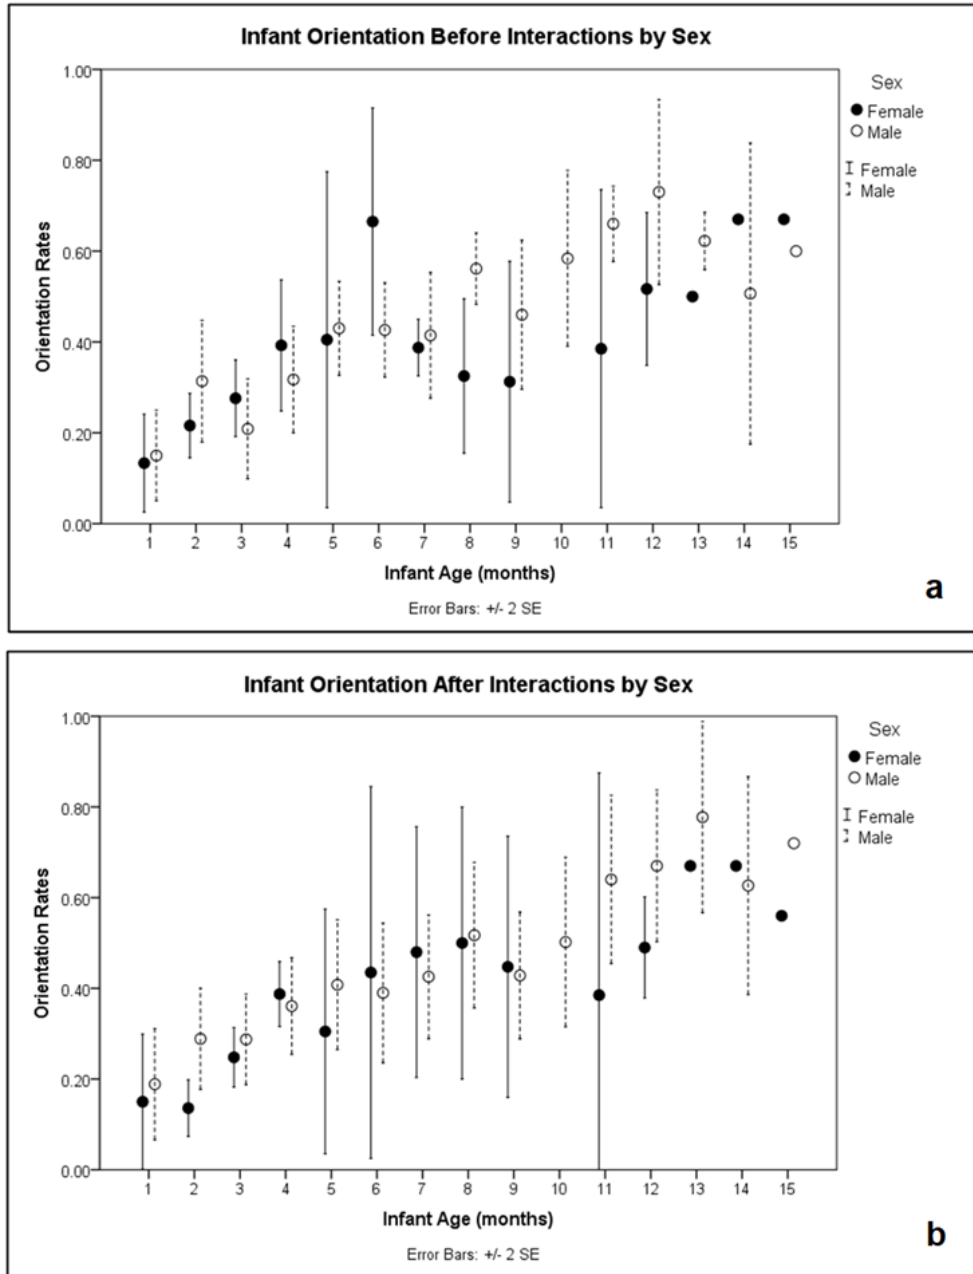 Infant Orientation Before Interactions by Sex
1.00
0.80
0.60
0.40
0.20
0.00
Orientation Rates
1 2 3 4 5 6 7 8 9 10 11 12 13 14 15
Infant Age (months)
Error Bars: +/- 2 SE
Sex
Female
Male
Female
Male
a
Infant Orientation After Interactions by Sex
1.00
0.80
0.60
0.40
0.20
0.00
Orientation Rates
1 2 3 4 5 6 7 8 9 10 11 12 13 14 15
Infant Age (months)
Error Bars: +/- 2 SE
Sex
Female
Male
Female
Male
b